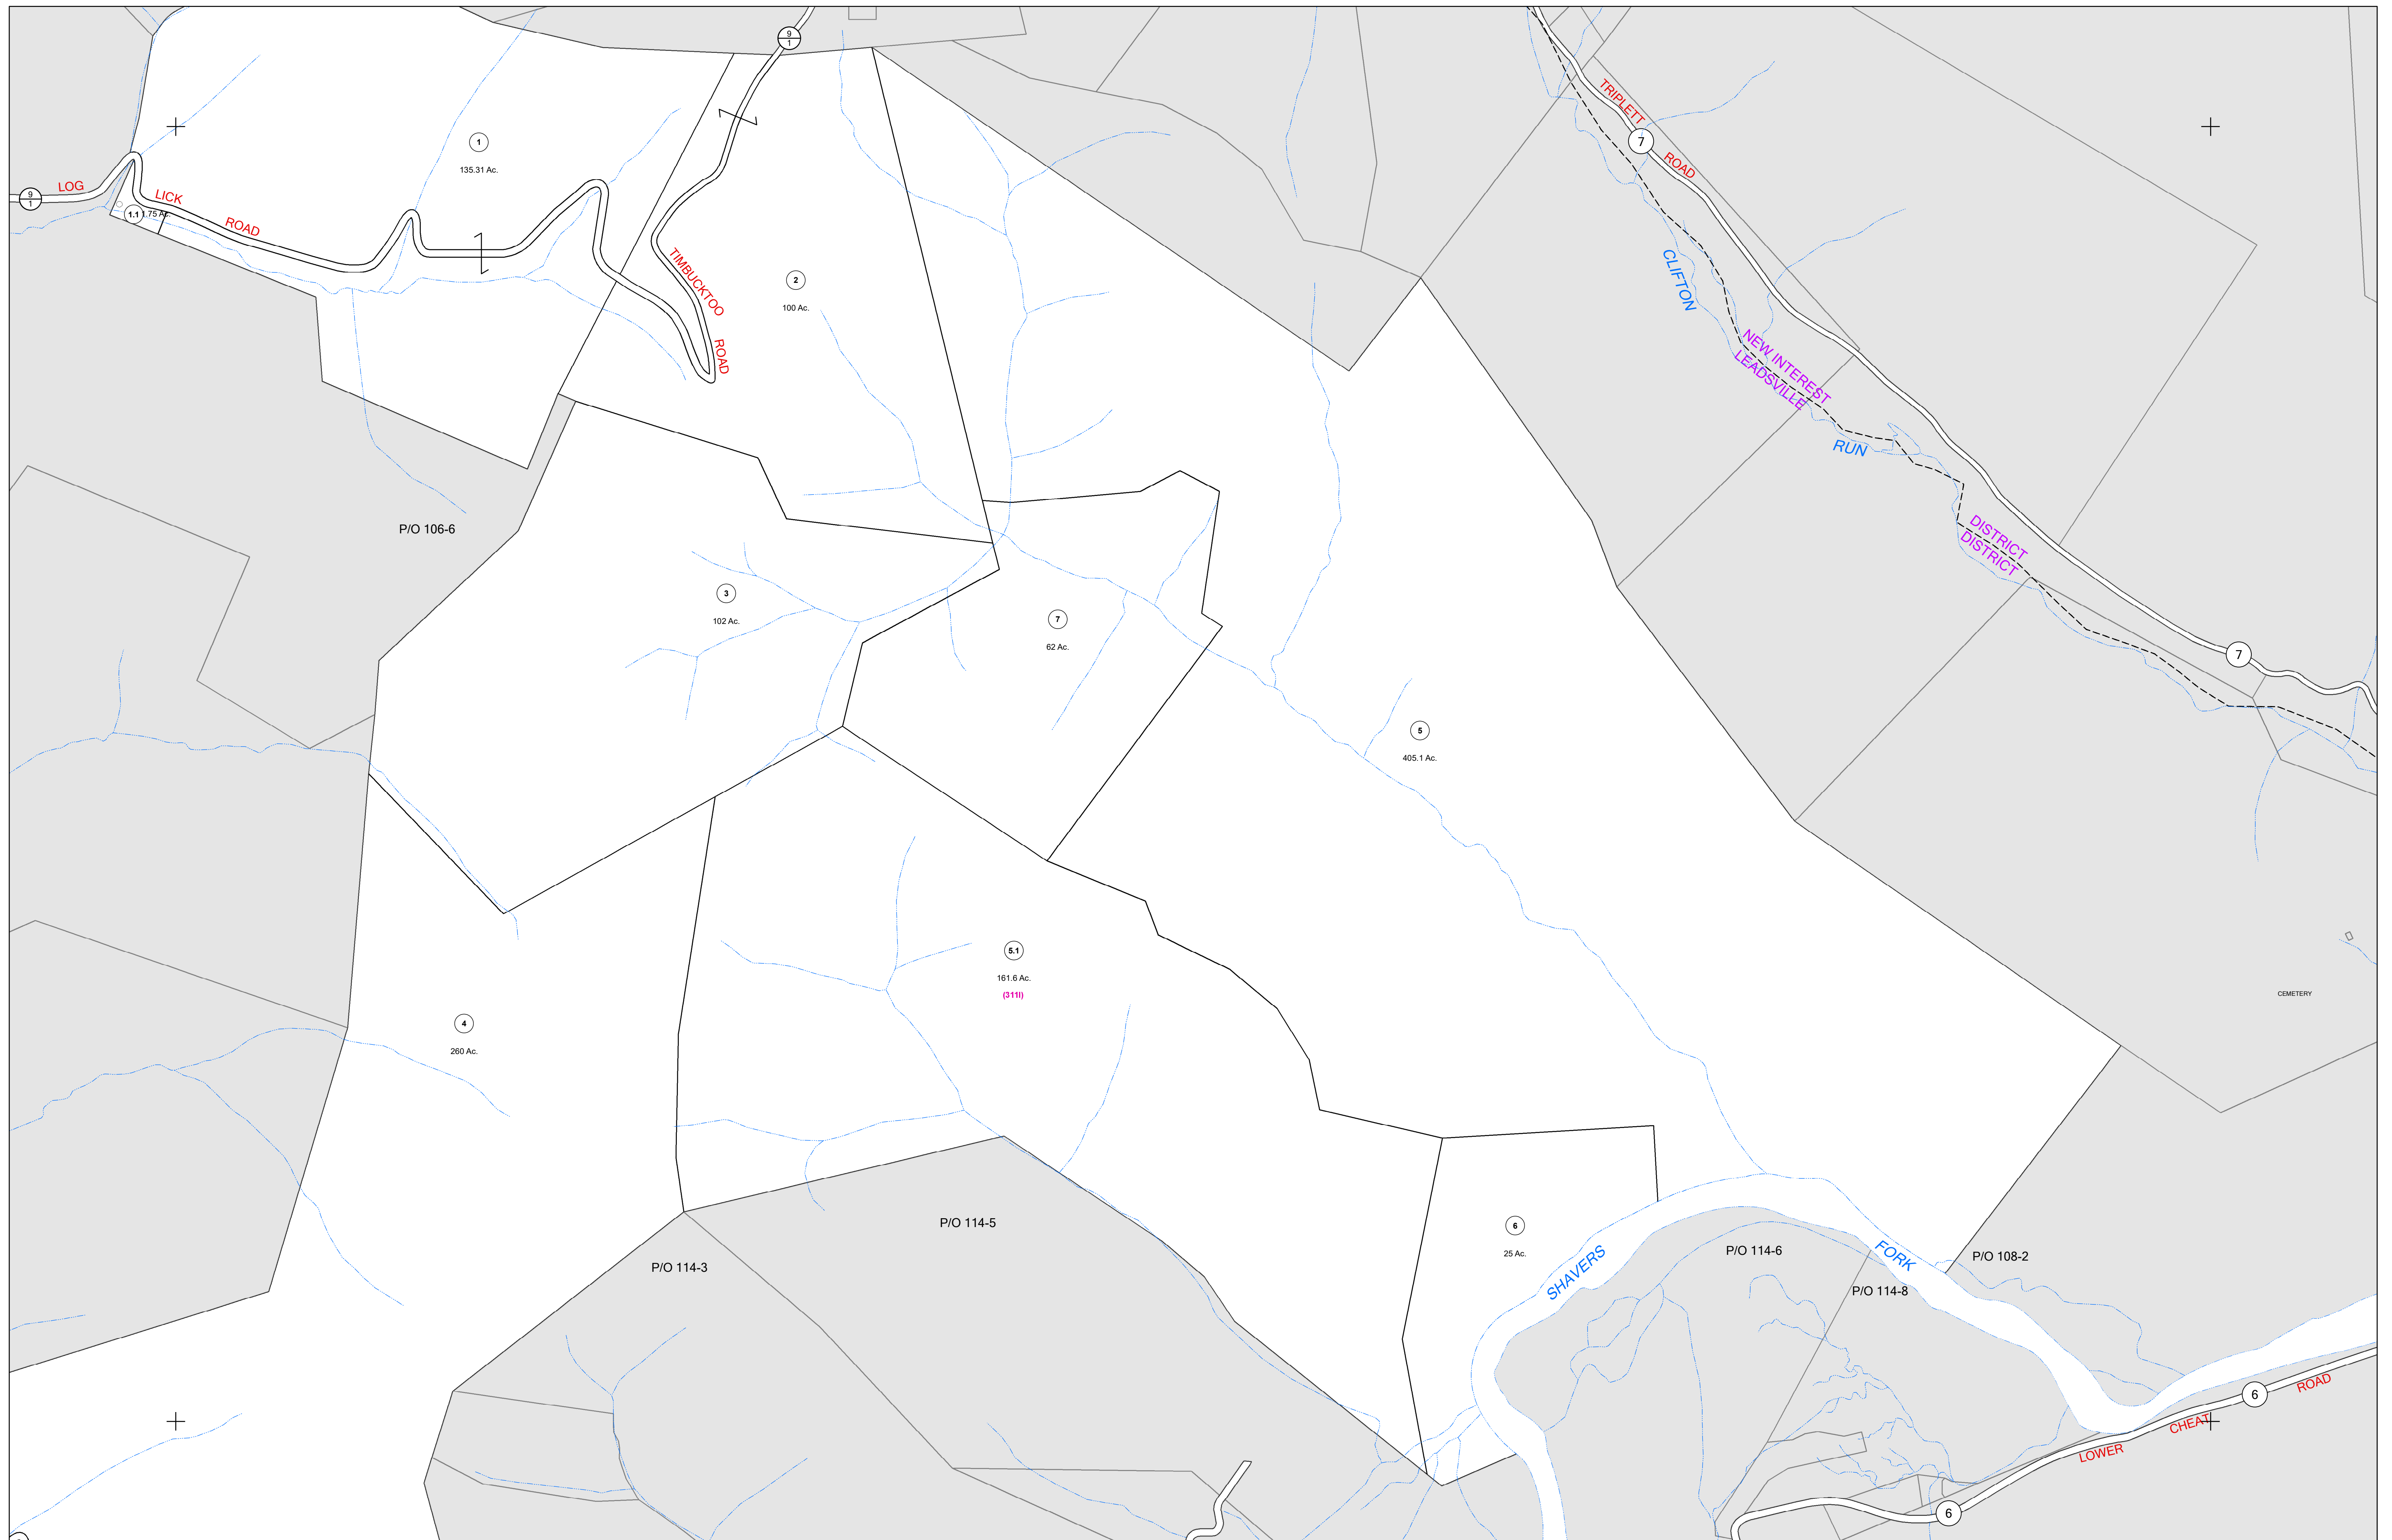 9
1
TRIPLETT
7
ROAD
1
135.31 Ac.
LOG
9
1
LICK
1.1
1.75 Ac.
ROAD
TIMBUCKTOO
ROAD
2
100 Ac.
CLIFTON
NEW INTEREST
LEADSVILLE
RUN
P/O 106-6
DISTRICT
DISTRICT
3
102 Ac.
7
62 Ac.
7
5
405.1 Ac.
5.1
161.6 Ac.
(311I)
CEMETERY
4
260 Ac.
P/O 114-5
P/O 114-3
6
25 Ac.
SHAVERS
FORK
P/O 114-6
P/O 108-2
P/O 114-8
6
ROAD
CHEAT
LOWER
6